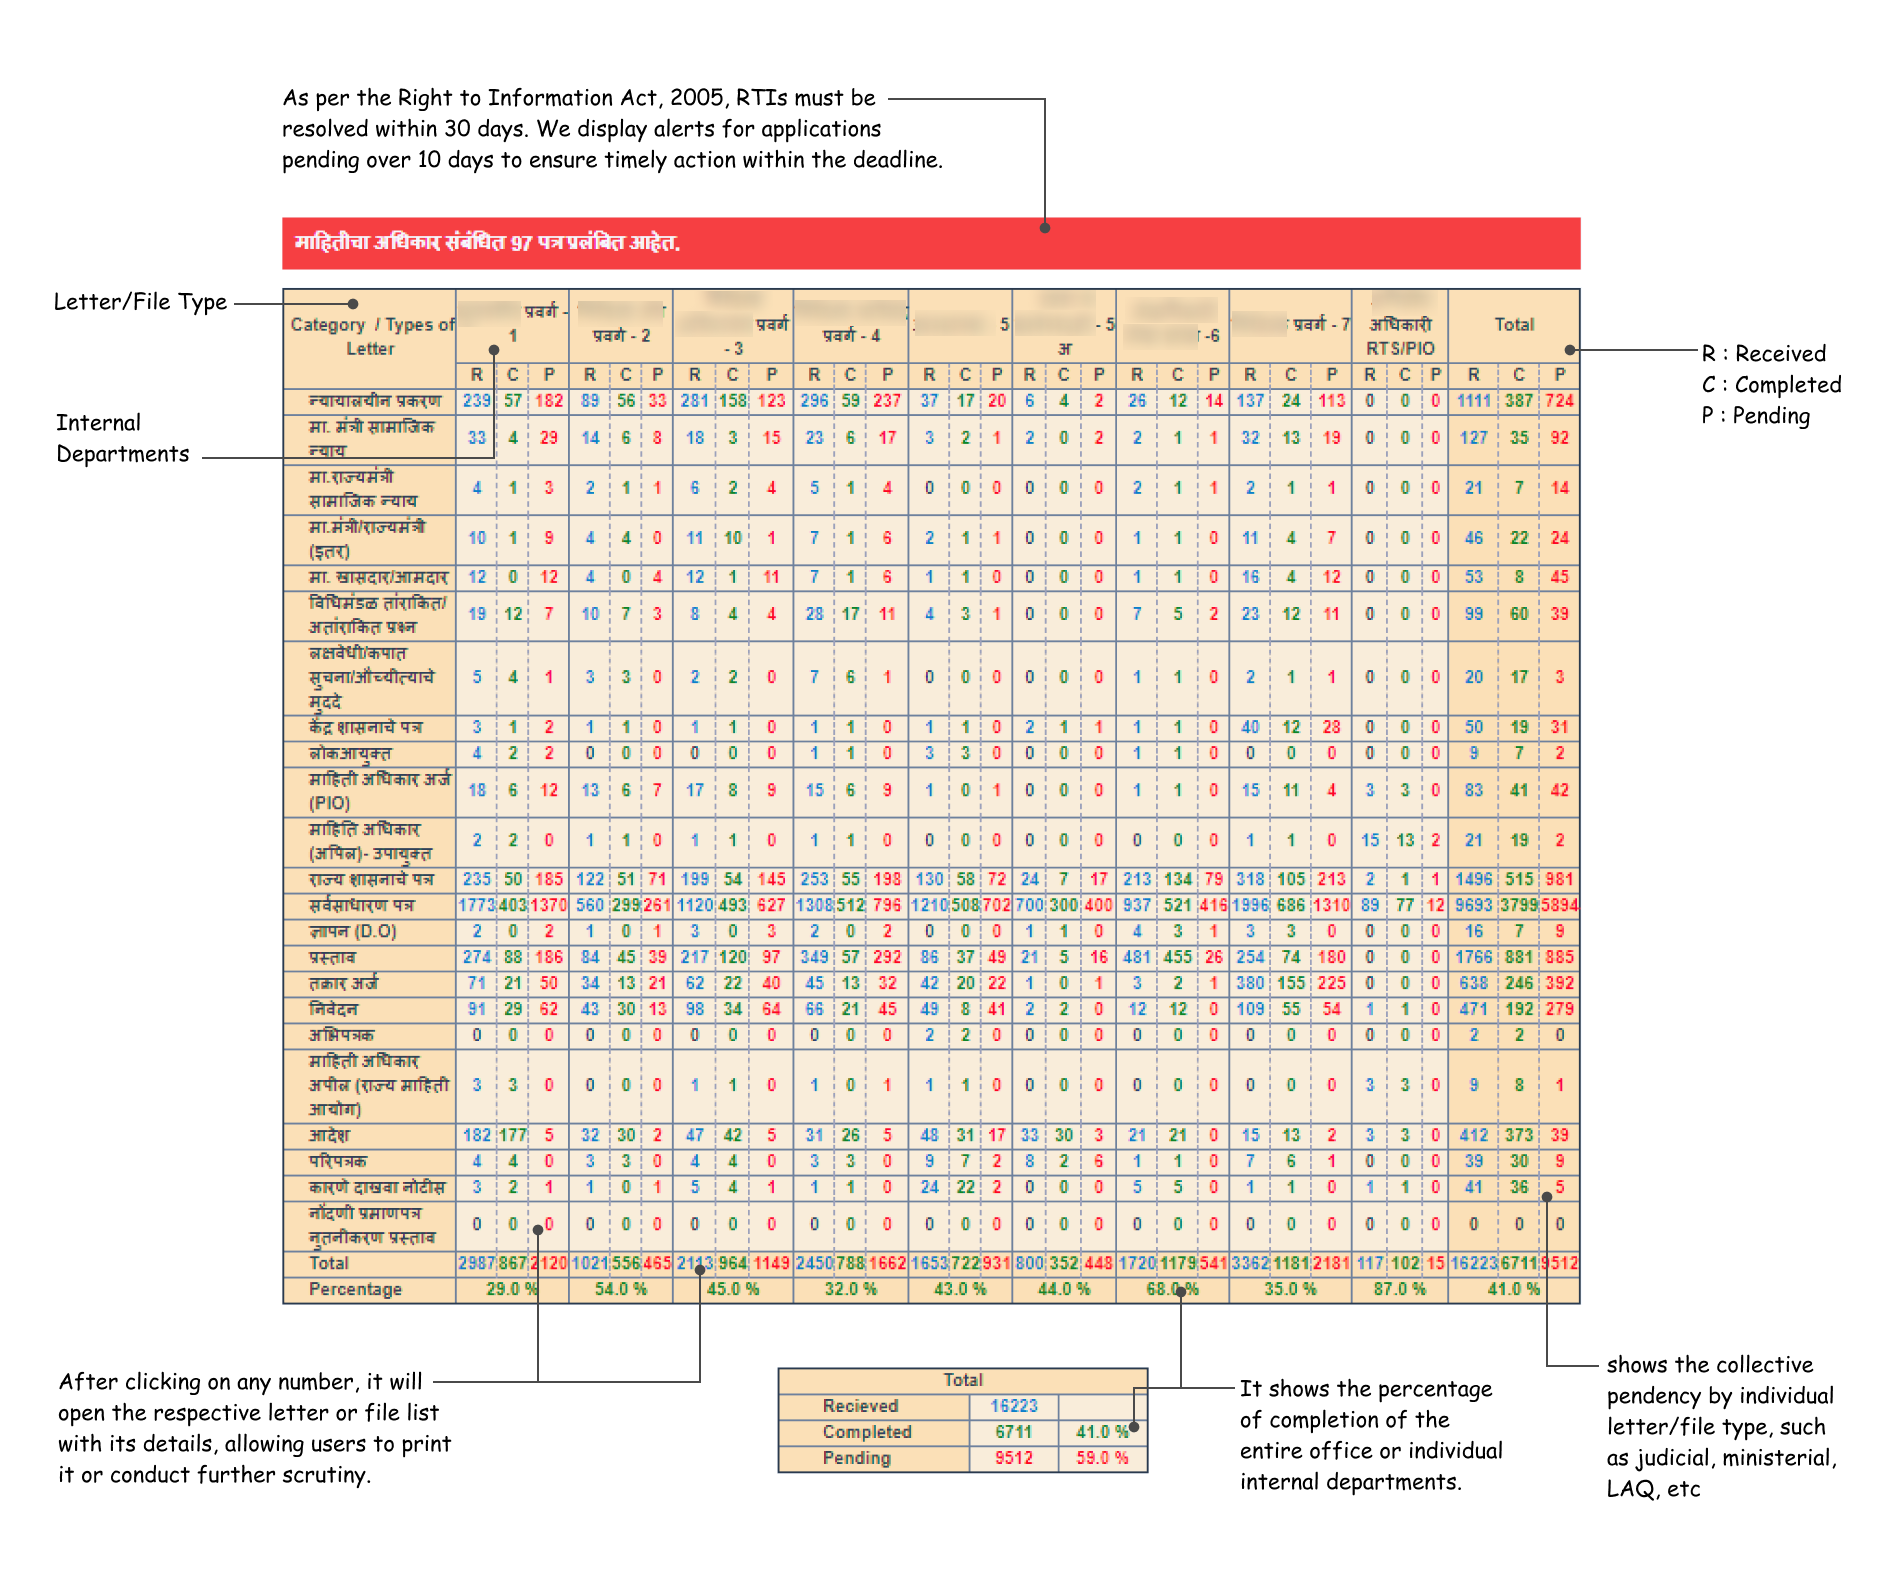 As per the Right to Information Act, 2005, RTIs must be
resolved within 30 days. We display alerts for applications
pending over 10 days to ensure timely action within the deadline.
माहितीचा अधिकार संबंधित 97 पत्र प्रलंबित आहेत.
Letter/File Type
Internal
Departments
R : Received
C : Completed
P : Pending
Category / Types of
Letter
प्रवर्ग -
1
प्रवर्ग - 2
प्रवर्ग
- 3
प्रवर्ग - 4
5
- 5
अ
-6
प्रवर्ग - 7
अधिकारी
RTS/PIO
Total
R C P R C P R C P R C P R C P R C P R C P R C P R C P R C P
न्यायालयीन प्रकरण 239 57 182 89 56 33 281 158 123 296 59 237 37 17 20 6 4 2 26 12 14 137 24 113 0 0 0 1111 387 724
मा. मंत्री सामाजिक
न्याय 33 4 29 14 6 8 18 3 15 23 6 17 3 2 1 2 0 2 2 1 1 32 13 19 0 0 0 127 35 92
मा.राज्यमंत्री
सामाजिक न्याय 4 1 3 2 1 1 6 2 4 5 1 4 0 0 0 0 0 0 2 1 1 2 1 1 0 0 0 21 7 14
मा.मंत्री/राज्यमंत्री
(इतर) 10 1 9 4 4 0 11 10 1 7 1 6 2 1 1 0 0 0 1 1 0 11 4 7 0 0 0 46 22 24
मा. खासदार/आमदार 12 0 12 4 0 4 12 1 11 7 1 6 1 1 0 0 0 0 1 1 0 16 4 12 0 0 0 53 8 45
विधिमंडळ तारांकित/
अतारांकित प्रश्न 19 12 7 10 7 3 8 4 4 28 17 11 4 3 1 0 0 0 7 5 2 23 12 11 0 0 0 99 60 39
लक्षवेधी/कपात
सुचना/औच्यीत्याचे
मुददे 5 4 1 3 3 0 2 2 0 7 6 1 0 0 0 0 0 0 1 1 0 2 1 1 0 0 0 20 17 3
केंद्र शासनाचे पत्र 3 1 2 1 1 0 1 1 0 1 1 0 1 1 0 2 1 1 1 1 0 40 12 28 0 0 0 50 19 31
लोकआयुक्त 4 2 2 0 0 0 0 0 0 1 1 0 3 3 0 0 0 0 1 1 0 0 0 0 0 0 0 9 7 2
माहिती अधिकार अर्ज
(PIO) 18 6 12 13 6 7 17 8 9 15 6 9 1 0 1 0 0 0 1 1 0 15 11 4 3 3 0 83 41 42
माहिति अधिकार
(अपिल)- उपायुक्त 2 2 0 1 1 0 1 1 0 1 1 0 0 0 0 0 0 0 0 0 0 1 1 0 15 13 2 21 19 2
राज्य शासनाचे पत्र 235 50 185 122 51 71 199 54 145 253 55 198 130 58 72 24 7 17 213 134 79 318 105 213 2 1 1 1496 515 981
सर्वसाधारण पत्र 1773 403 1370 560 299 261 1120 493 627 1308 512 796 1210 508 702 700 300 400 937 521 416 1996 686 1310 89 77 12 9693 3799 5894
ज्ञापन (D.O) 2 0 2 1 0 1 3 0 3 2 0 2 0 0 0 1 1 0 4 3 1 3 3 0 0 0 0 16 7 9
प्रस्ताव 274 88 186 84 45 39 217 120 97 349 57 292 86 37 49 21 5 16 481 455 26 254 74 180 0 0 0 1766 881 885
तक्रार अर्ज 71 21 50 34 13 21 62 22 40 45 13 32 42 20 22 1 0 1 3 2 1 380 155 225 0 0 0 638 246 392
निवेदन 91 29 62 43 30 13 98 34 64 66 21 45 49 8 41 2 2 0 12 12 0 109 55 54 1 1 0 471 192 279
अभिपत्रक 0 0 0 0 0 0 0 0 0 0 0 0 2 2 0 0 0 0 0 0 0 0 0 0 0 0 0 2 2 0
माहिती अधिकार
अपील (राज्य माहिती
आयोग) 3 3 0 0 0 0 1 1 0 1 0 1 1 1 0 0 0 0 0 0 0 0 0 0 3 3 0 9 8 1
आदेश 182 177 5 32 30 2 47 42 5 31 26 5 48 31 17 33 30 3 21 21 0 15 13 2 3 3 0 412 373 39
परिपत्रक 4 4 0 3 3 0 4 4 0 3 3 0 9 7 2 8 2 6 1 1 0 7 6 1 0 0 0 39 30 9
कारणे दाखवा नोटीस 3 2 1 1 0 1 5 4 1 1 1 0 24 22 2 0 0 0 5 5 0 1 1 0 1 1 0 41 36 5
नोंदणी प्रमाणपत्र
नुतनीकरण प्रस्ताव 0 0 0 0 0 0 0 0 0 0 0 0 0 0 0 0 0 0 0 0 0 0 0 0 0 0 0 0 0 0
Total 2987 867 2120 1021 556 465 2113 964 1149 2450 788 1662 1653 722 931 800 352 448 1720 1179 541 3362 1181 2181 117 102 15 16223 6711 9512
Percentage 29.0 % 54.0 % 45.0 % 32.0 % 43.0 % 44.0 % 68.0 % 35.0 % 87.0 % 41.0 %
After clicking on any number, it will
open the respective letter or file list
with its details, allowing users to print
it or conduct further scrutiny.
Total
Recieved 16223
Completed 6711 41.0 %
Pending 9512 59.0 %
It shows the percentage
of completion of the
entire office or individual
internal departments.
shows the collective
pendency by individual
letter/file type, such
as judicial, ministerial,
LAQ, etc